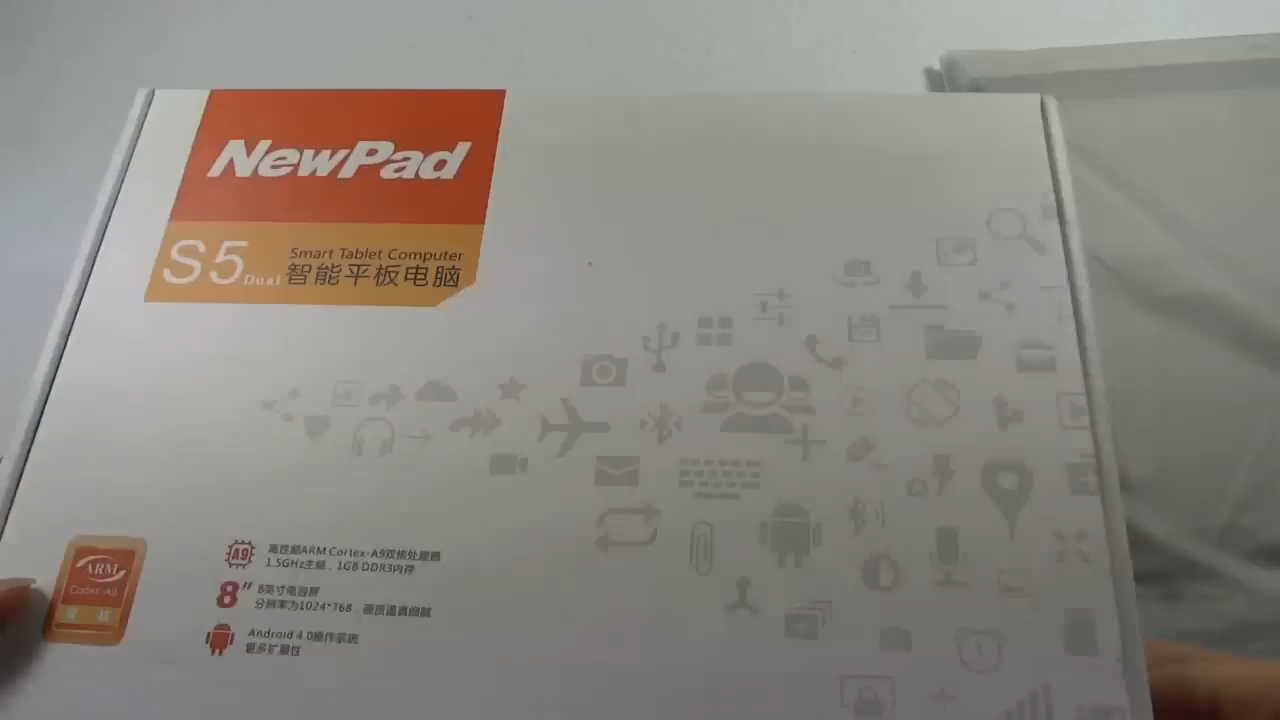 NewPad
S5 Dual
Smart Tablet Computer
智能平板电脑
ARM
Cortex-A9
双核
A9
高性能ARM Cortex-A9双核处理器
1.5GHz主频，1GB DDR3内存
8"
8英寸电容屏
分辨率为1024*768，画质逼真细腻
Android 4.0操作系统
更多扩展性